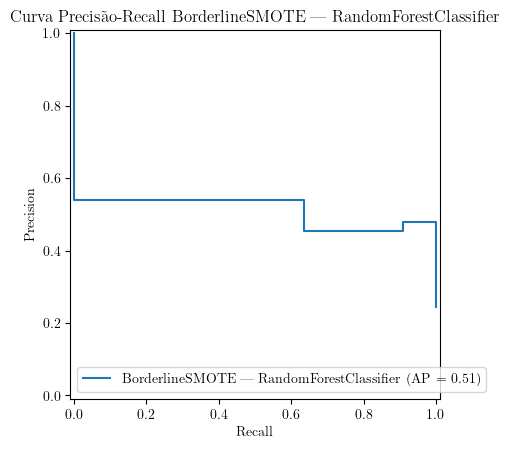 Curva Precisão-Recall BorderlineSMOTE — RandomForestClassifier
1.0
0.8
0.6
0.4
0.2
0.0
Precision
BorderlineSMOTE — RandomForestClassifier (AP = 0.51)
0.0 0.2 0.4 0.6 0.8 1.0
Recall